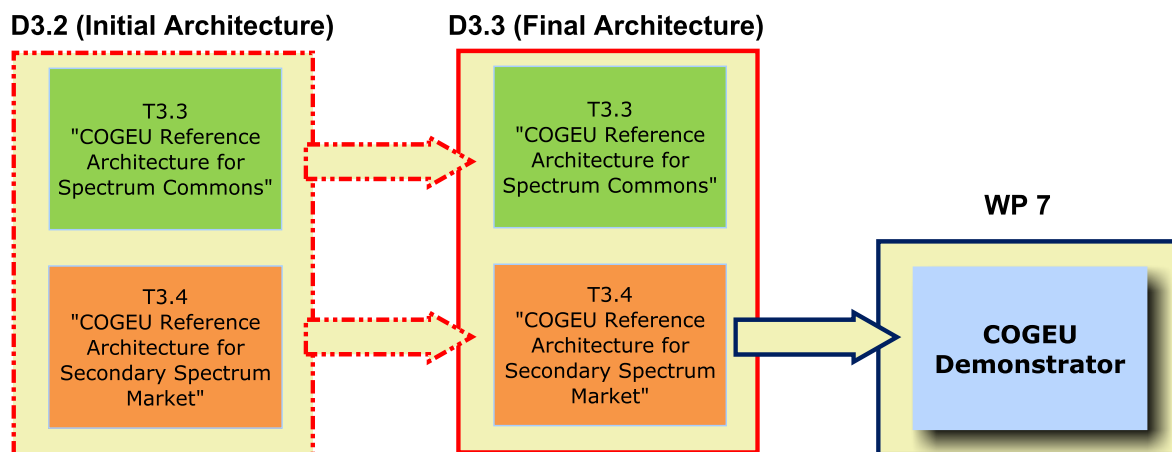 D3.2 (Initial Architecture)
T3.3
"COGEU Reference
Architecture for
Spectrum Commons"
T3.4
"COGEU Reference
Architecture for
Secondary Spectrum
Market"
D3.3 (Final Architecture)
T3.3
"COGEU Reference
Architecture for
Spectrum Commons"
T3.4
"COGEU Reference
Architecture for
Secondary Spectrum
Market"
WP 7
COGEU
Demonstrator